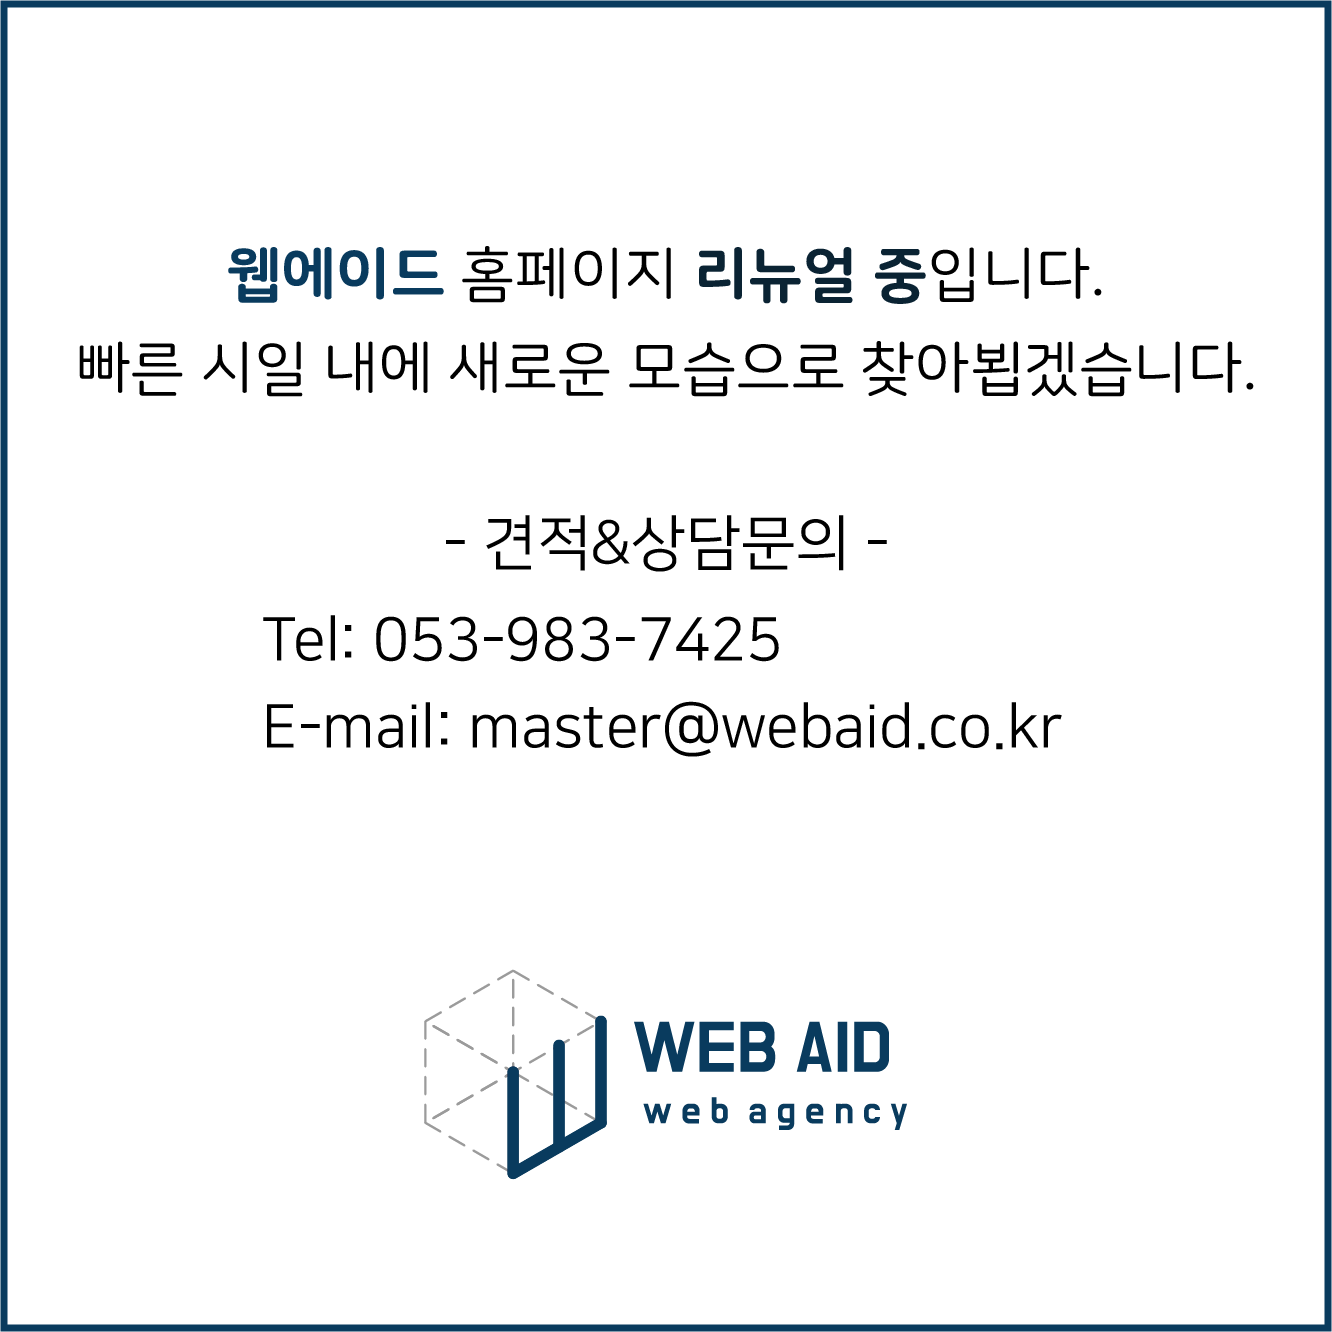 웹에이드 홈페이지 리뉴얼 중입니다.
빠른 시일 내에 새로운 모습으로 찾아뵙겠습니다.
- 견적&상담문의 -
Tel: 053-983-7425
E-mail: master@webaid.co.kr
WEB AID
web agency